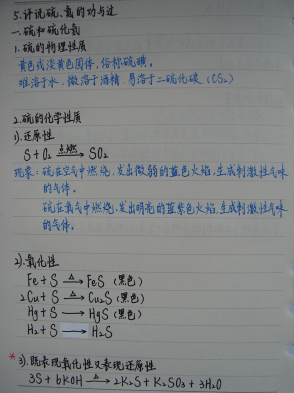 5.评说硫、氮的功与过
一.硫和硫化氢
1.硫的物理性质
黄色或淡黄色固体,俗称硫磺。
难溶于水,微溶于酒精,易溶于二硫化碳 (CS₂)
2.硫的化学性质
1).还原性
S+O₂ 点燃→ SO₂
现象:硫在空气中燃烧,发出微弱的蓝色火焰,生成刺激性气味
的气体。
硫在氧气中燃烧,发出明亮的蓝紫色火焰,生成刺激性气味
的气体。
2).氧化性
Fe+S △→ FeS (黑色)
2Cu+S △→ Cu₂S (黑色)
Hg+S → HgS (黑色)
H₂+S → H₂S
*3).既表现氧化性又表现还原性
3S+6KOH △→ 2K₂S+K₂SO₃+3H₂O